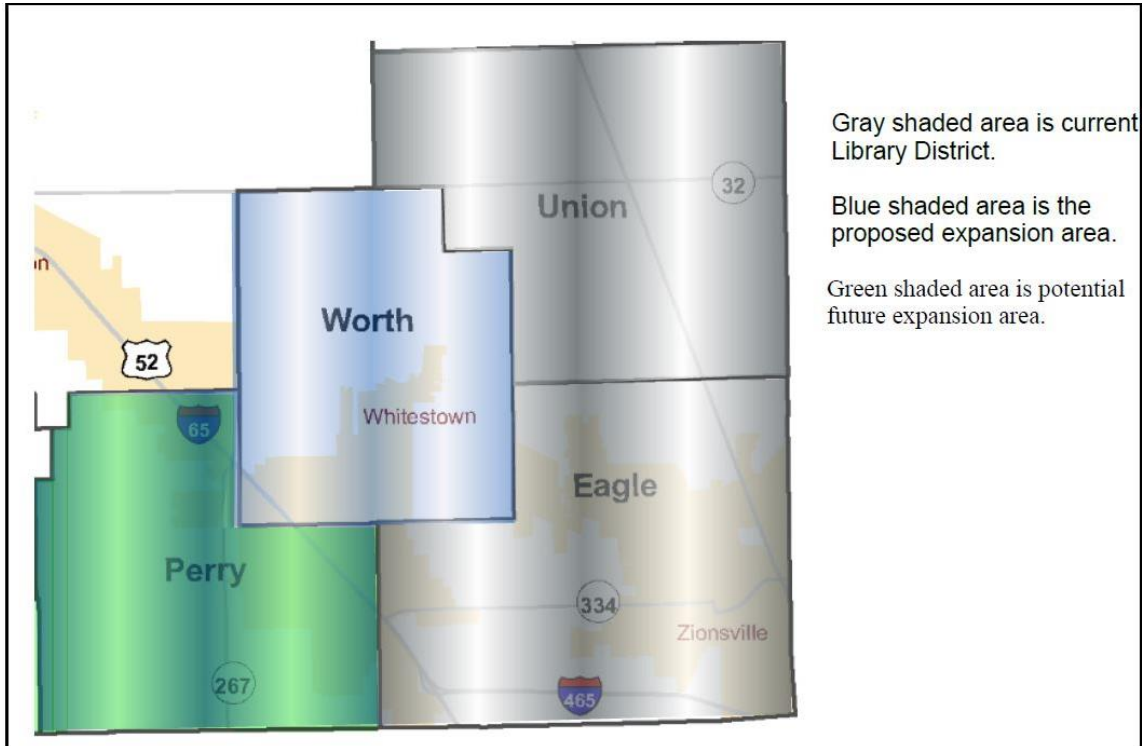 Gray shaded area is current
Library District.
Blue shaded area is the
proposed expansion area.
Green shaded area is potential
future expansion area.
Union
32
on
Worth
52
65
Whitestown
Eagle
Perry
334
Zionsville
267
465